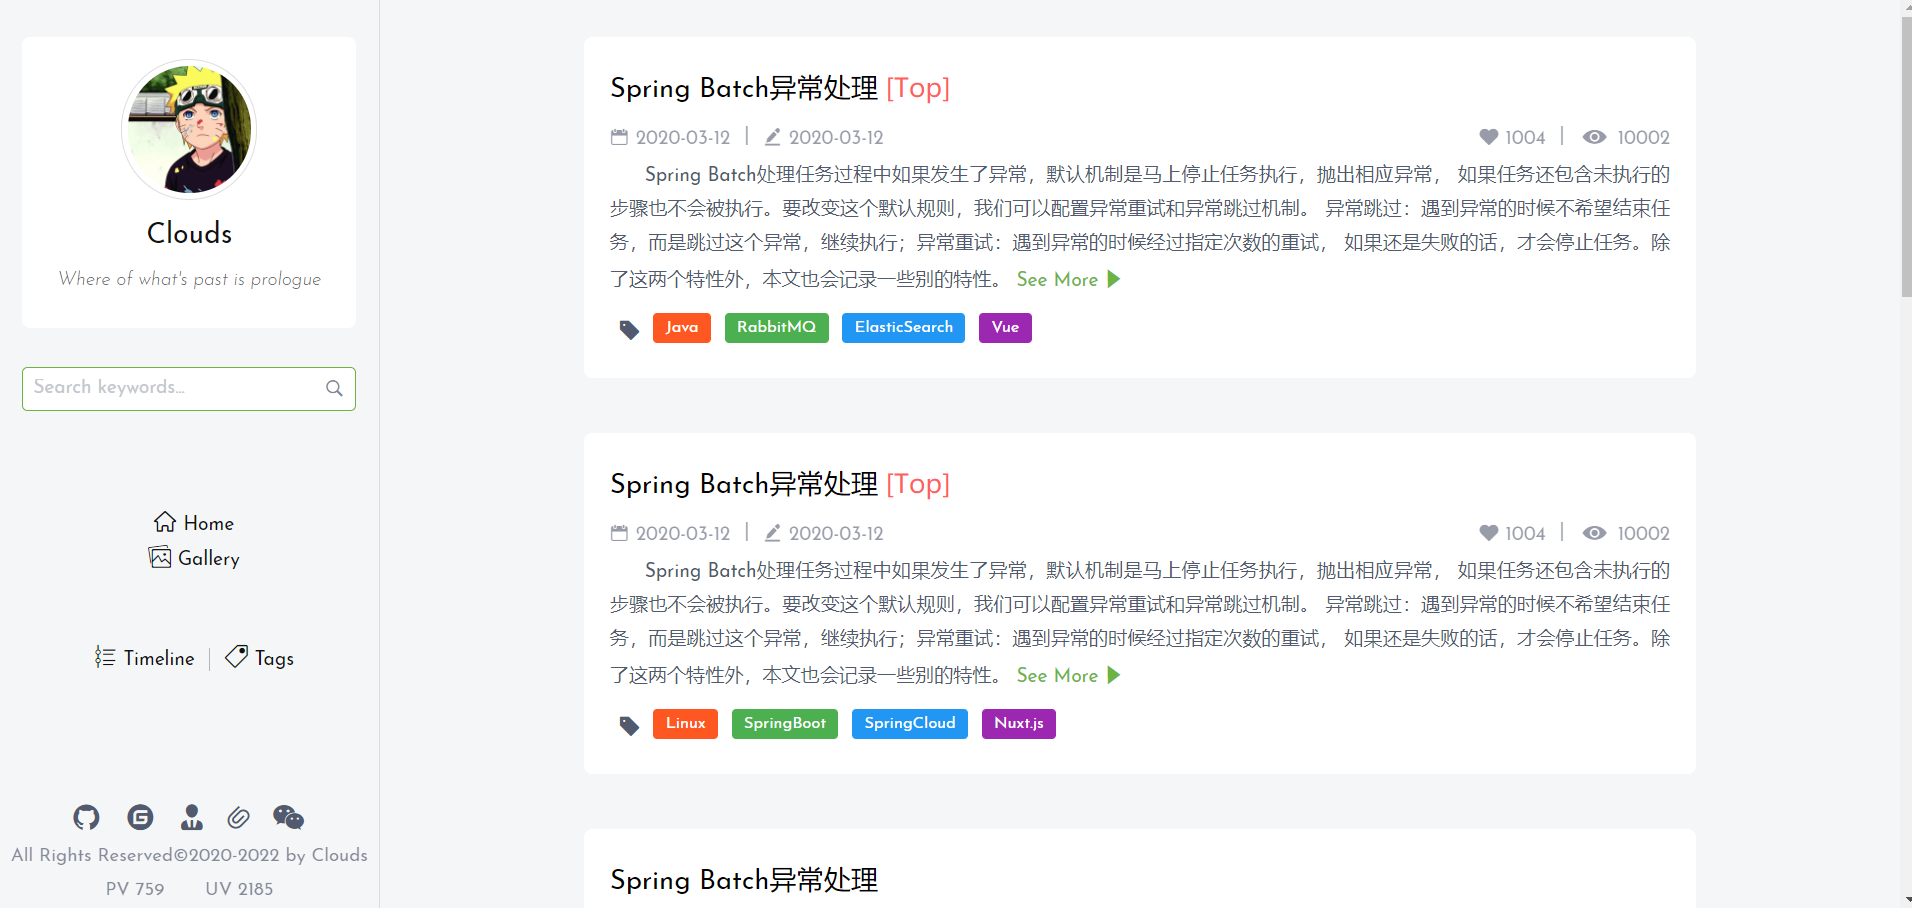 Clouds
Where of what's past is prologue
Search keywords...
Home
Gallery
Timeline | Tags
All Rights Reserved©2020-2022 by Clouds
PV 759 UV 2185
Spring Batch异常处理 [Top]
2020-03-12 | 2020-03-12 1004 | 10002
Spring Batch处理任务过程中如果发生了异常，默认机制是马上停止任务执行，抛出相应异常， 如果任务还包含未执行的
步骤也不会被执行。要改变这个默认规则，我们可以配置异常重试和异常跳过机制。 异常跳过：遇到异常的时候不希望结束任
务，而是跳过这个异常，继续执行；异常重试：遇到异常的时候经过指定次数的重试， 如果还是失败的话，才会停止任务。除
了这两个特性外，本文也会记录一些别的特性。 See More
Java RabbitMQ ElasticSearch Vue
Spring Batch异常处理 [Top]
2020-03-12 | 2020-03-12 1004 | 10002
Spring Batch处理任务过程中如果发生了异常，默认机制是马上停止任务执行，抛出相应异常， 如果任务还包含未执行的
步骤也不会被执行。要改变这个默认规则，我们可以配置异常重试和异常跳过机制。 异常跳过：遇到异常的时候不希望结束任
务，而是跳过这个异常，继续执行；异常重试：遇到异常的时候经过指定次数的重试， 如果还是失败的话，才会停止任务。除
了这两个特性外，本文也会记录一些别的特性。 See More
Linux SpringBoot SpringCloud Nuxt.js
Spring Batch异常处理